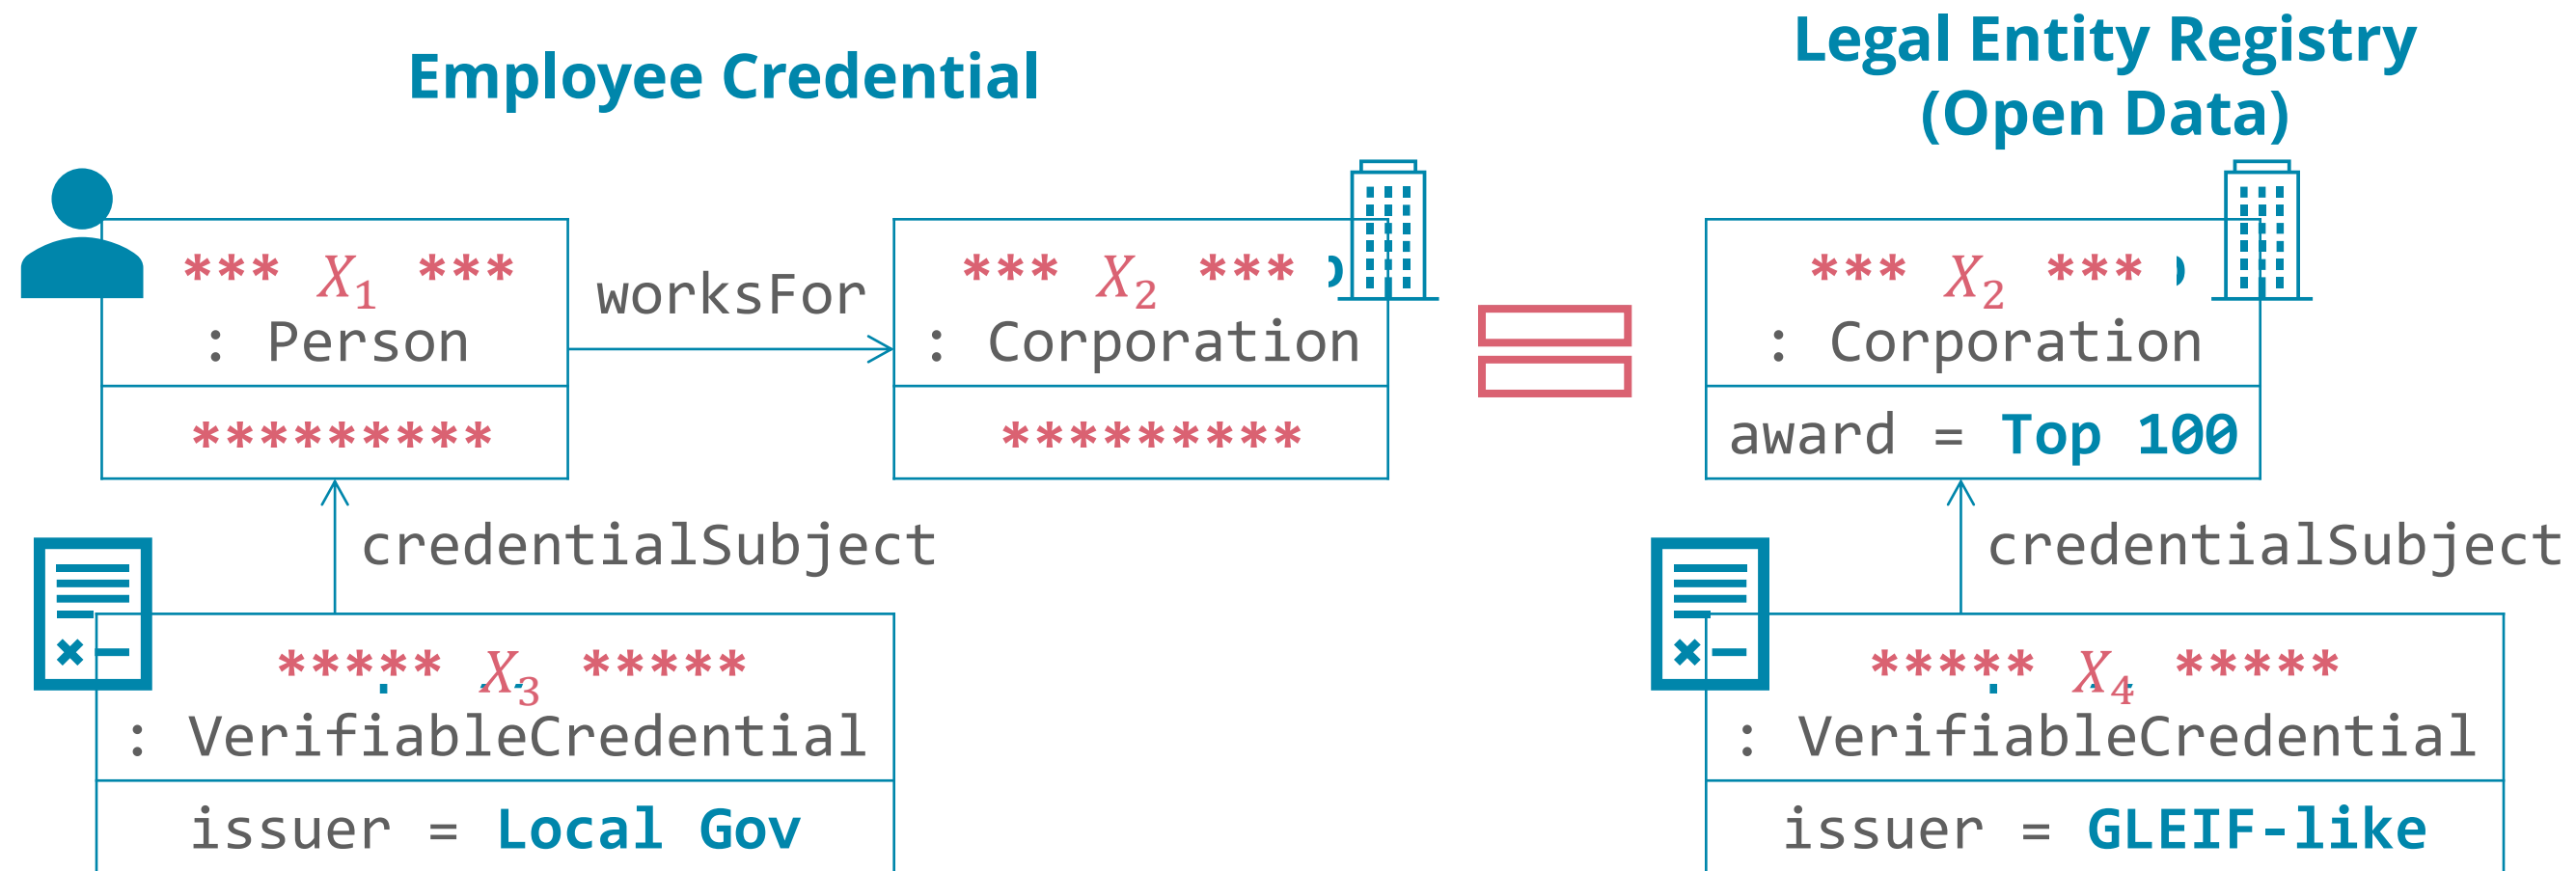 Employee Credential
Legal Entity Registry
(Open Data)
*** X₁ ***
: Person
*********
worksFor
*** X₂ ***
: Corporation
*********
*** X₂ ***
: Corporation
award = Top 100
credentialSubject
credentialSubject
***** X₃ *****
: VerifiableCredential
issuer = Local Gov
***** X₄ *****
: VerifiableCredential
issuer = GLEIF-like